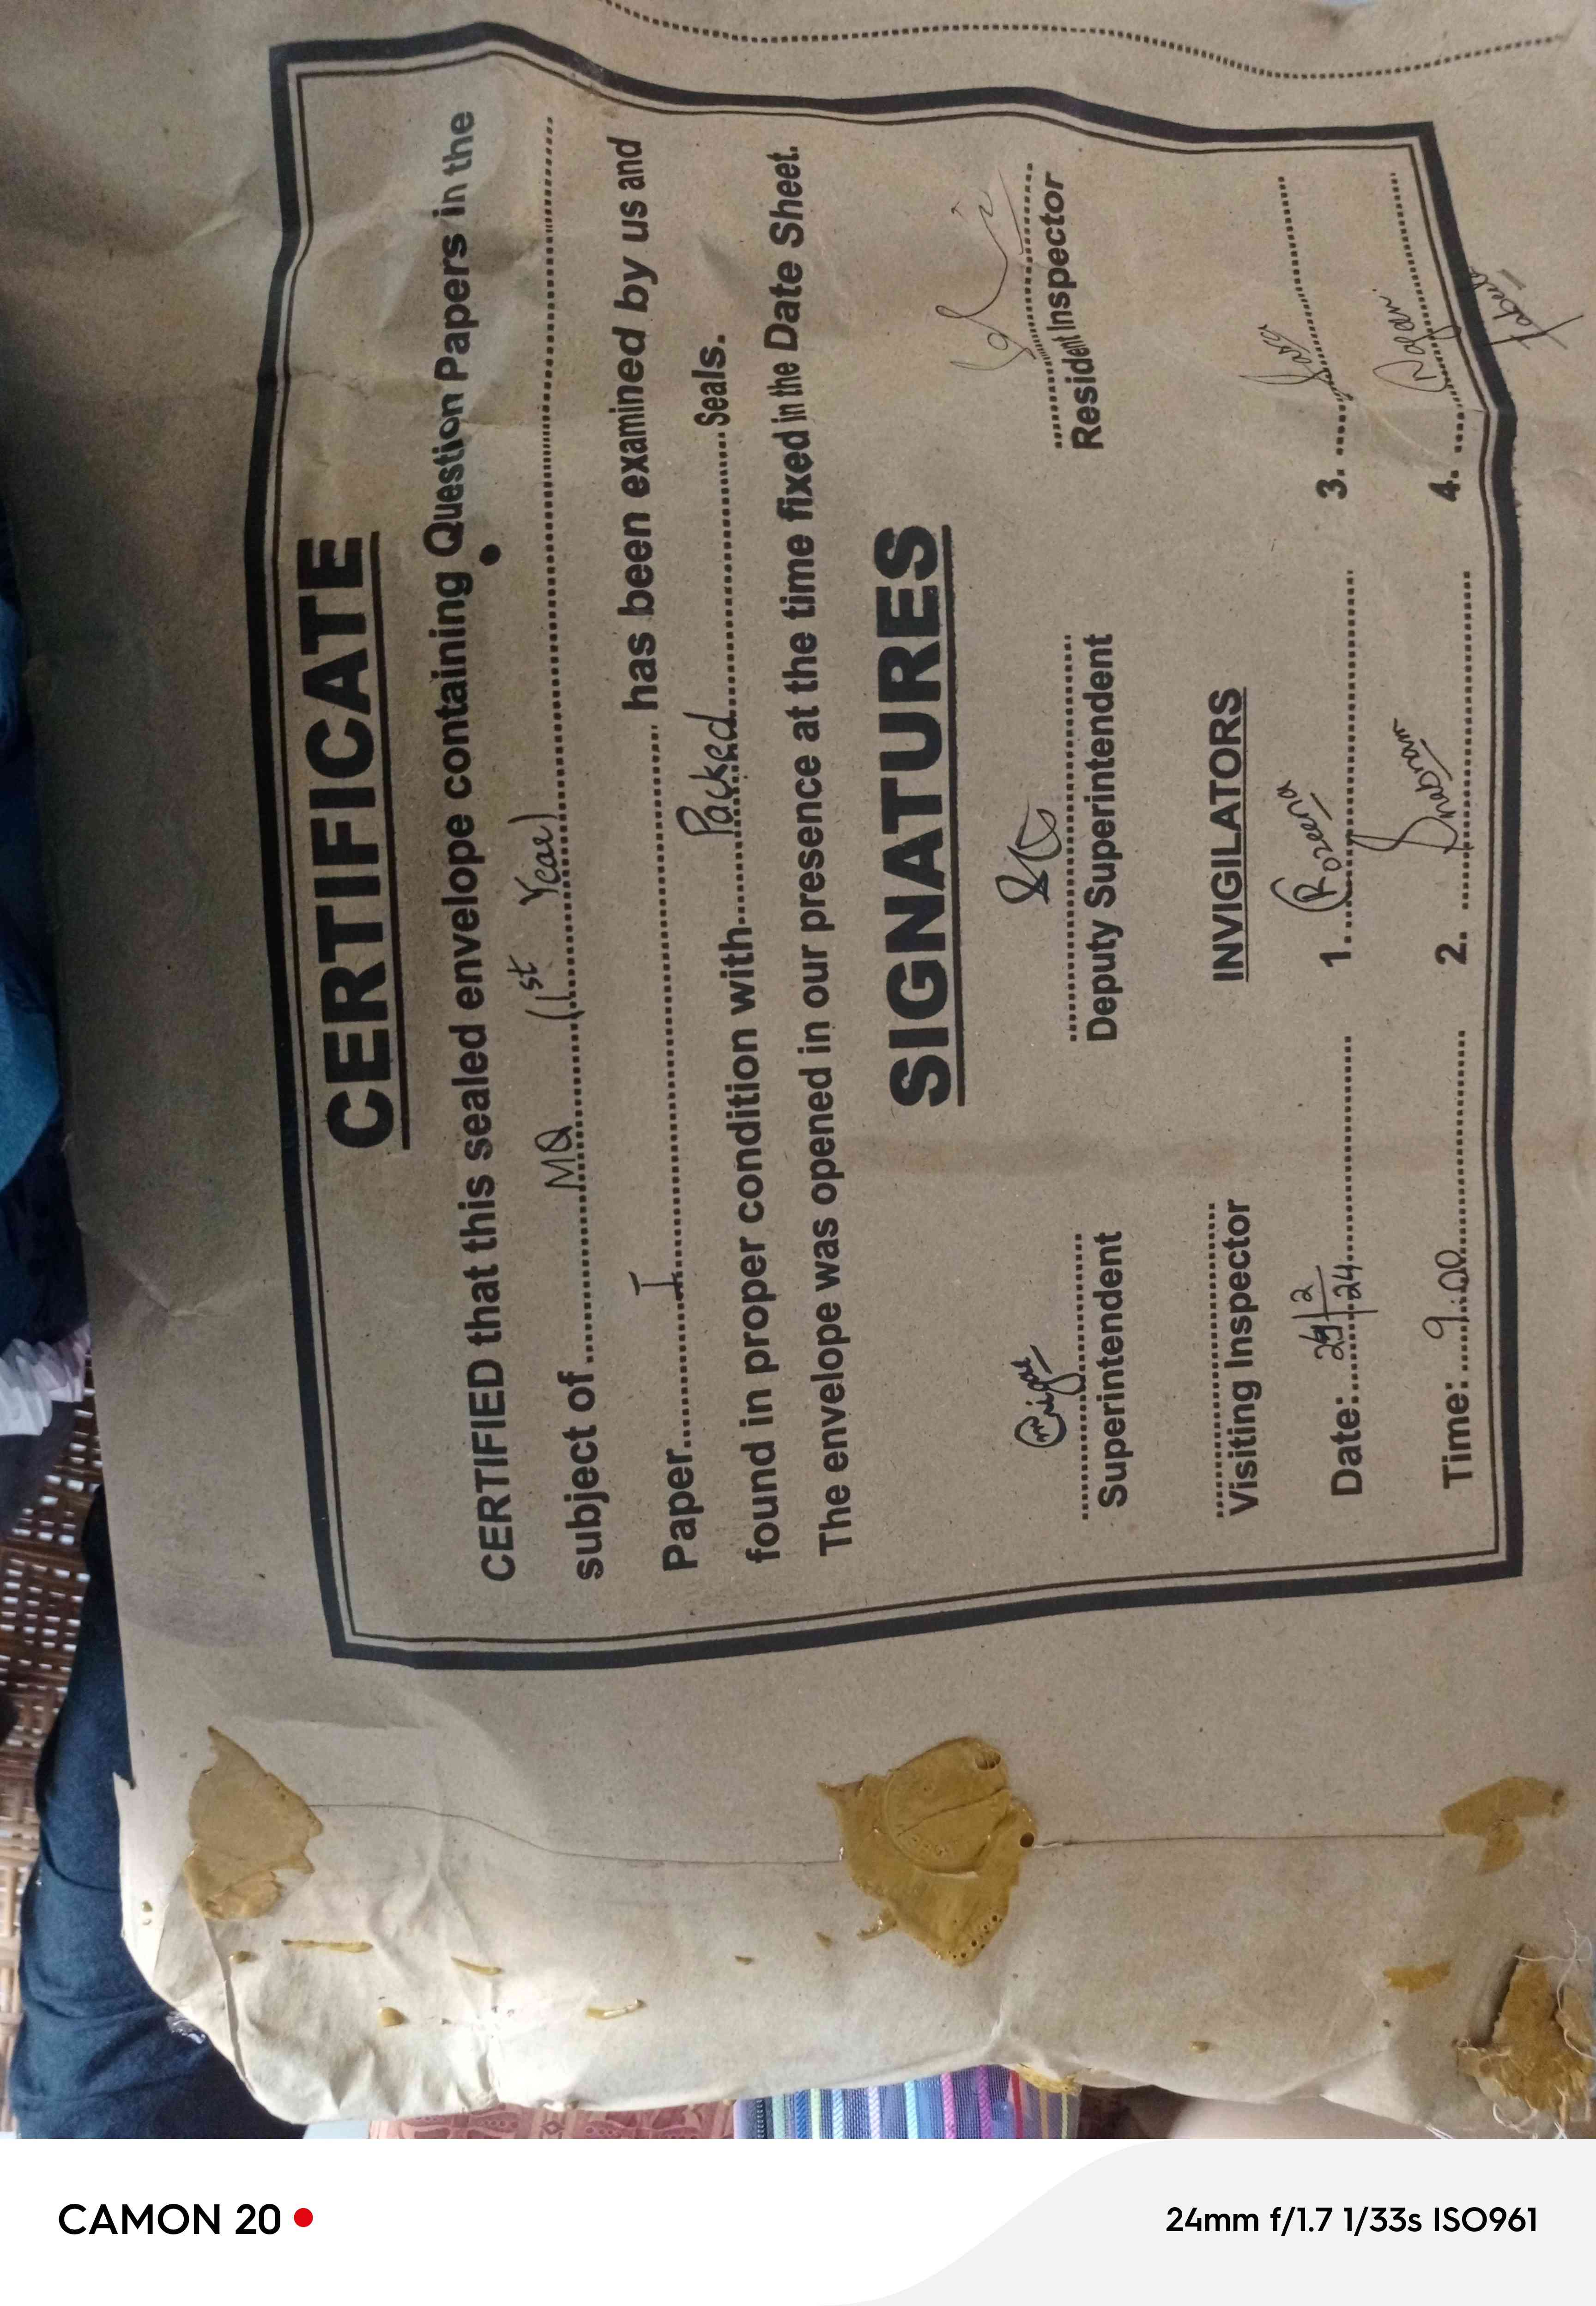 CERTIFICATE
CERTIFIED that this sealed envelope containing Question Papers in the
subject of MQ (1st Year)
Paper I has been examined by us and
found in proper condition with Packed Seals.
The envelope was opened in our presence at the time fixed in the Date Sheet.
SIGNATURES
Superintendent Deputy Superintendent Resident Inspector
Visiting Inspector INVIGILATORS
Date: 29/2/24 1. Rozeena 3.
Time: 9:00 2. Shabnam 4.
CAMON 20 24mm f/1.7 1/33s ISO961